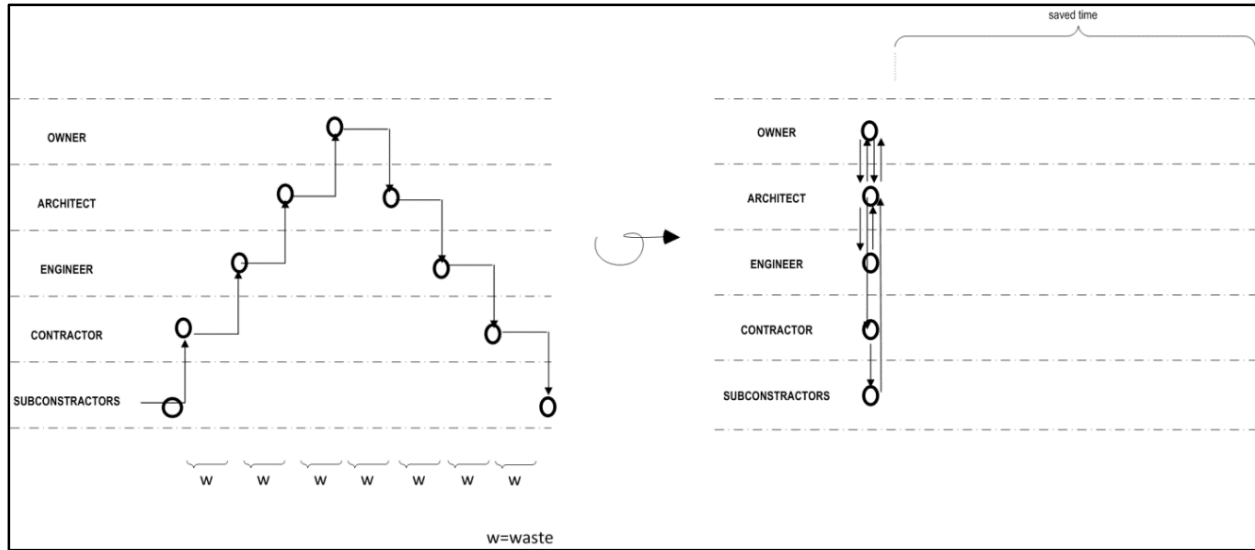 saved time
OWNER
ARCHITECT
ENGINEER
CONTRACTOR
SUBCONSTRACTORS
W W W W W W W
w=waste
OWNER
ARCHITECT
ENGINEER
CONTRACTOR
SUBCONSTRACTORS